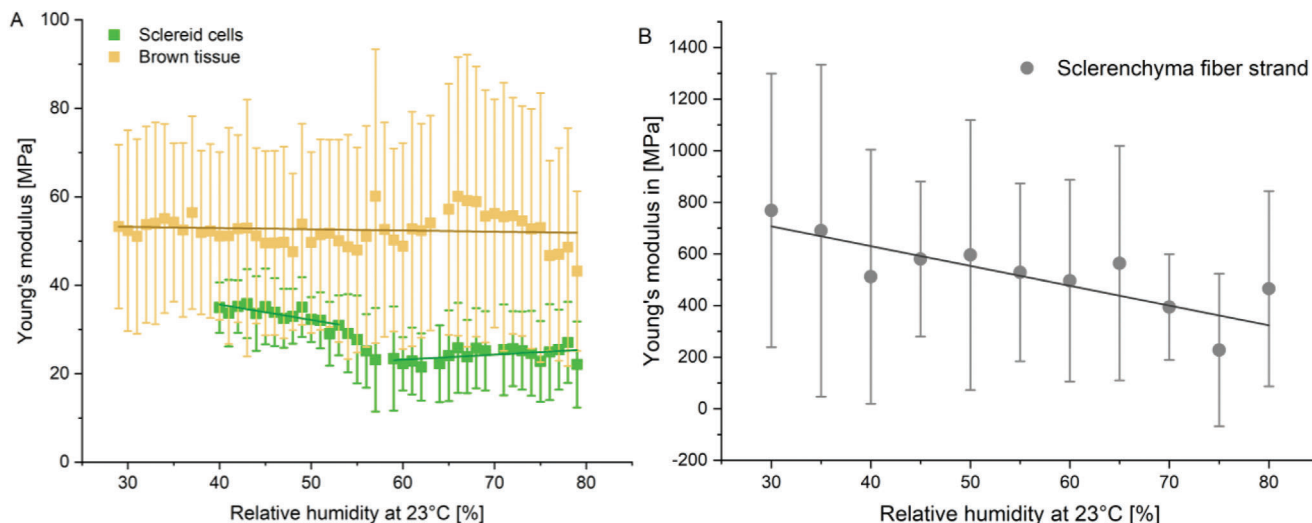 A
Sclereid cells
Brown tissue
Young's modulus [MPa]
100
80
60
40
20
0
30 40 50 60 70 80
Relative humidity at 23°C [%]
B
Sclerenchyma fiber strand
Young's modulus in [MPa]
1400
1200
1000
800
600
400
200
0
-200
30 40 50 60 70 80
Relative humidity at 23°C [%]